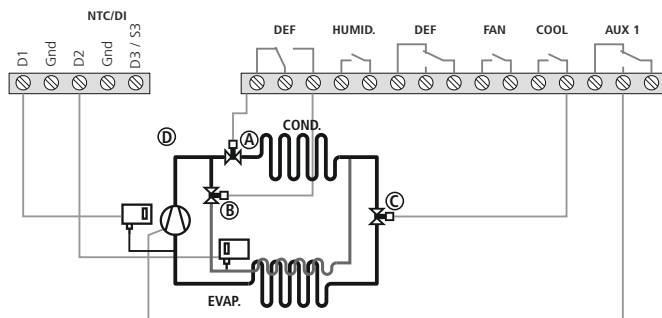 NTC/DI
D1
Gnd
D2
Gnd
D3 / S3
DEF
HUMID.
DEF
FAN
COOL
AUX 1
D
A
COND.
B
C
EVAP.